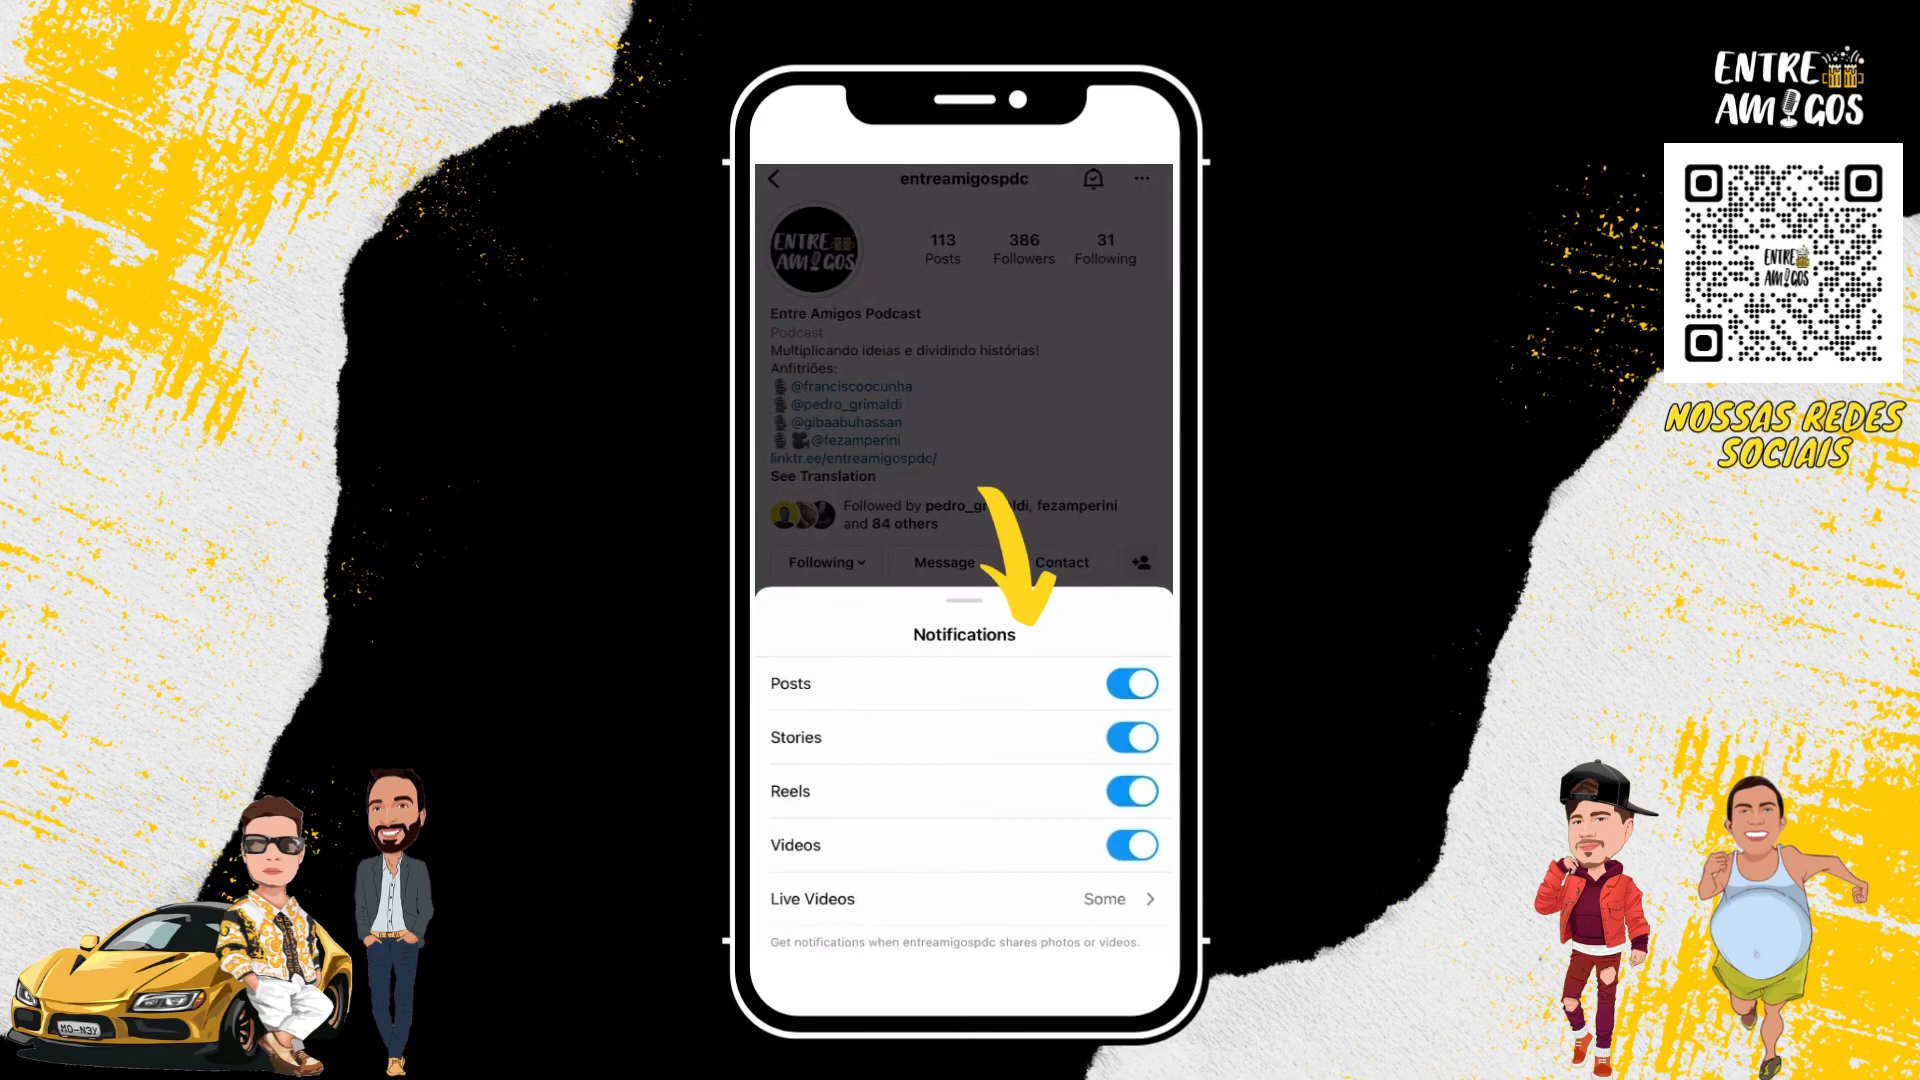 entreamigospdc
ENTRE
AMIGOS
113
386
31
Posts
Followers
Following
Entre Amigos Podcast
Podcast
Multiplicando ideias e dividindo histórias!
Anfitriões:
@franciscoocunha
@pedro_grimaldi
@gibaabuhassan
@fezamperini
linktr.ee/entreamigospdc/
See Translation
Followed by pedro_gr ldi, fezamperini
and 84 others
Following
Message
Contact
Notifications
Posts
Stories
Reels
Videos
Live Videos
Some
Get notifications when entreamigospdc shares photos or videos.
ENTRE
AMIGOS
ENTRE
AMIGOS
NOSSAS REDES
SOCIAIS
MO-N3Y